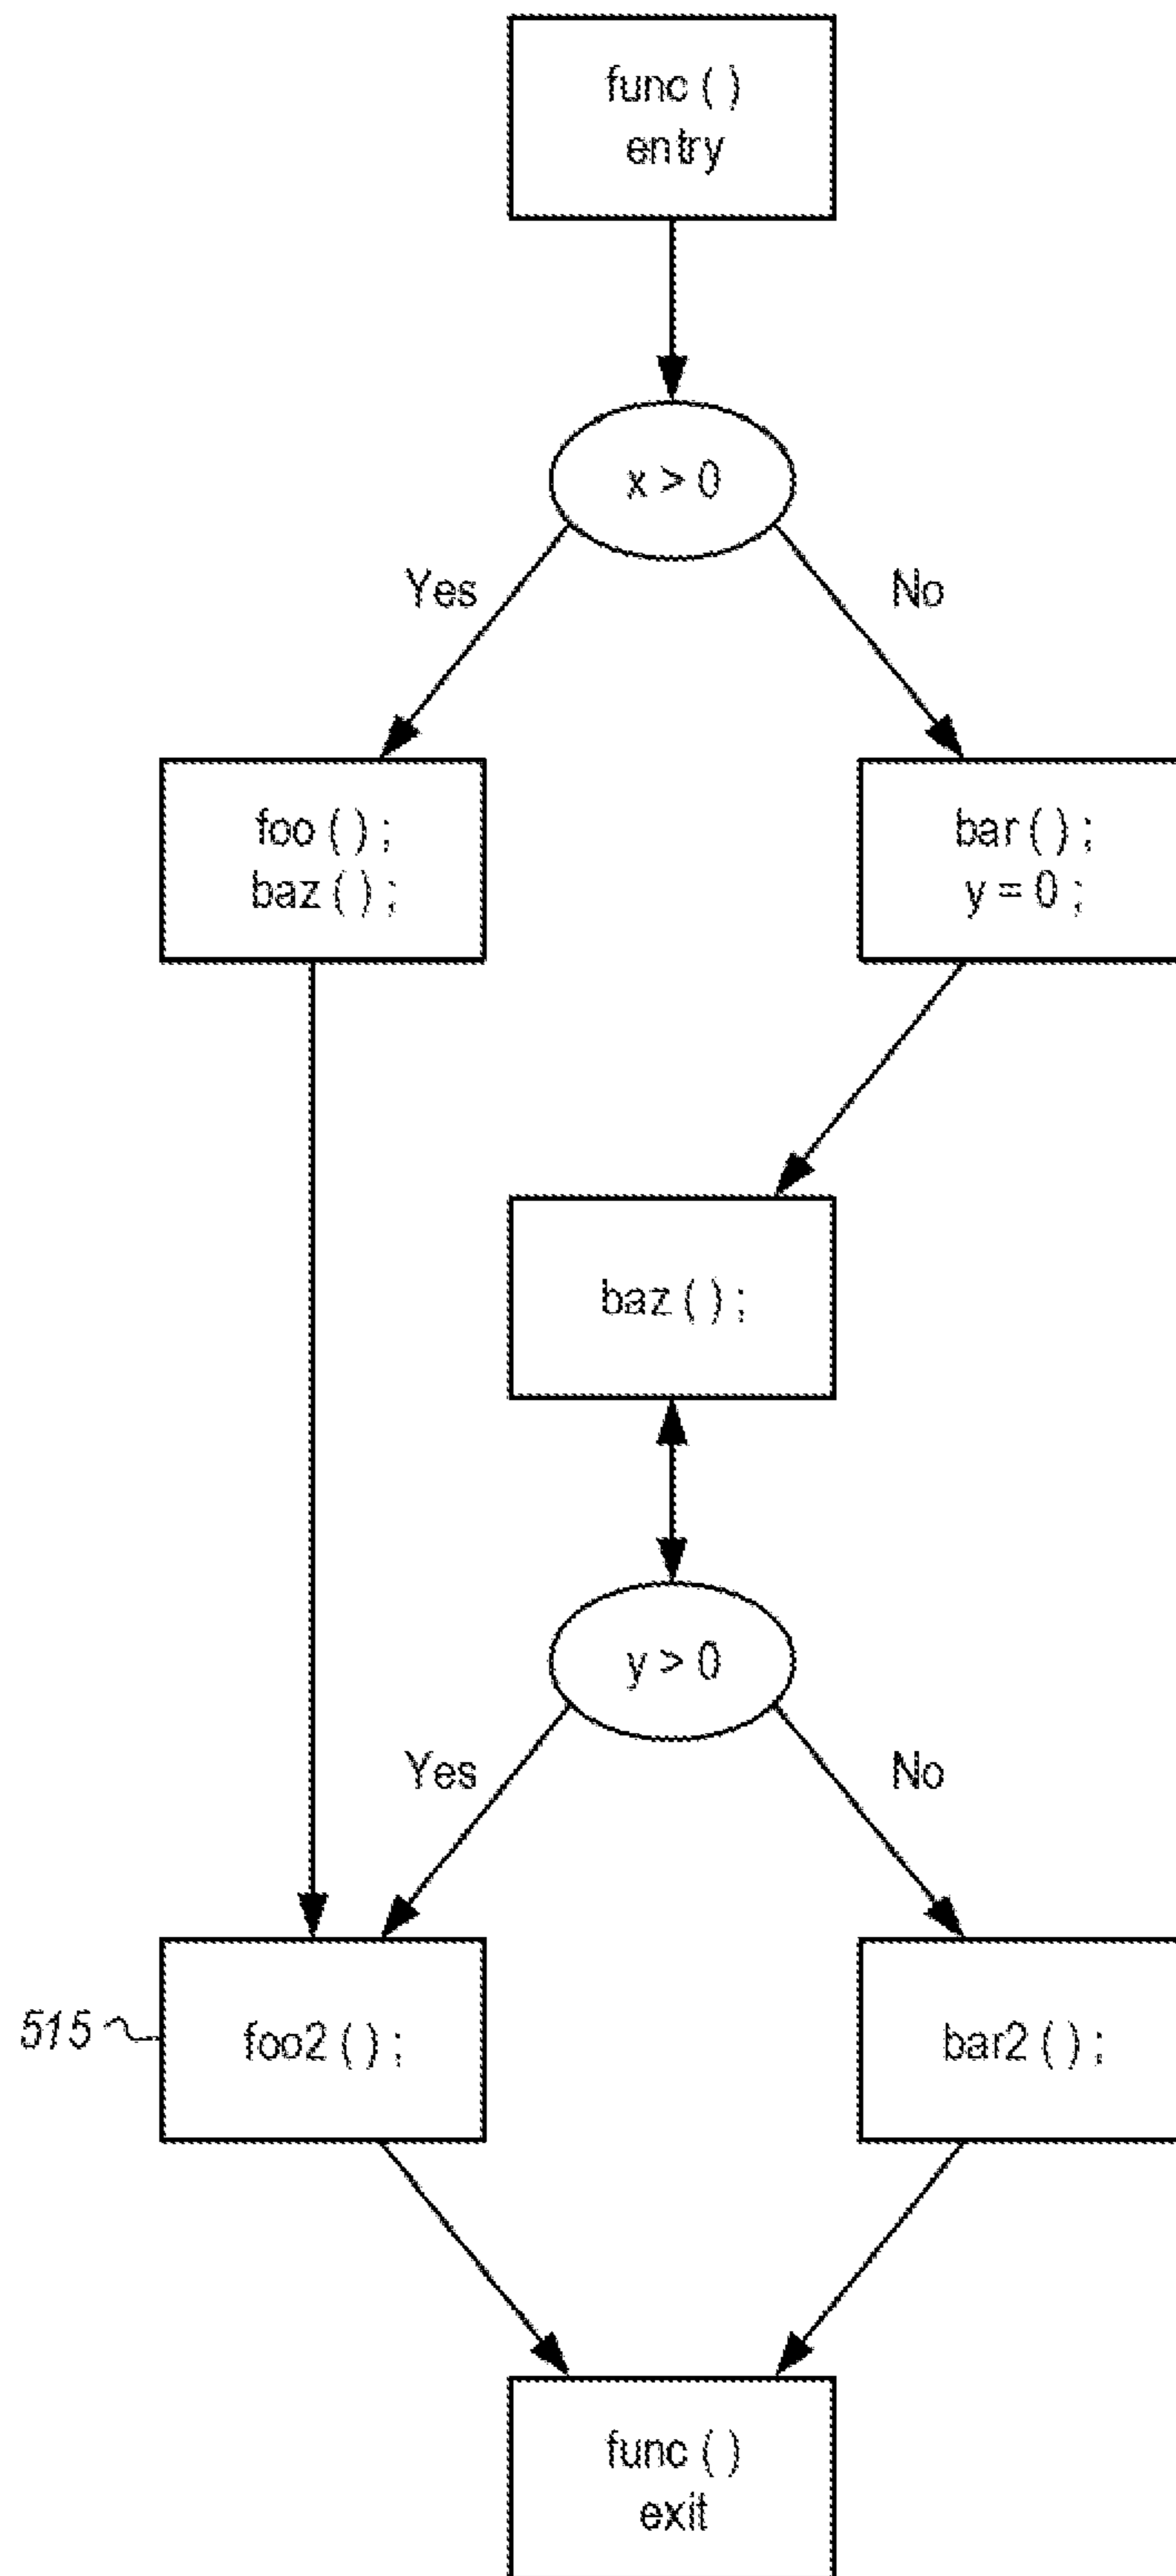 func ( )
entry
x > 0
Yes
No
foo ( ) ;
baz ( ) ;
bar ( ) ;
y = 0 ;
baz ( ) ;
y > 0
Yes
No
515
foo2 ( ) ;
bar2 ( ) ;
func ( )
exit